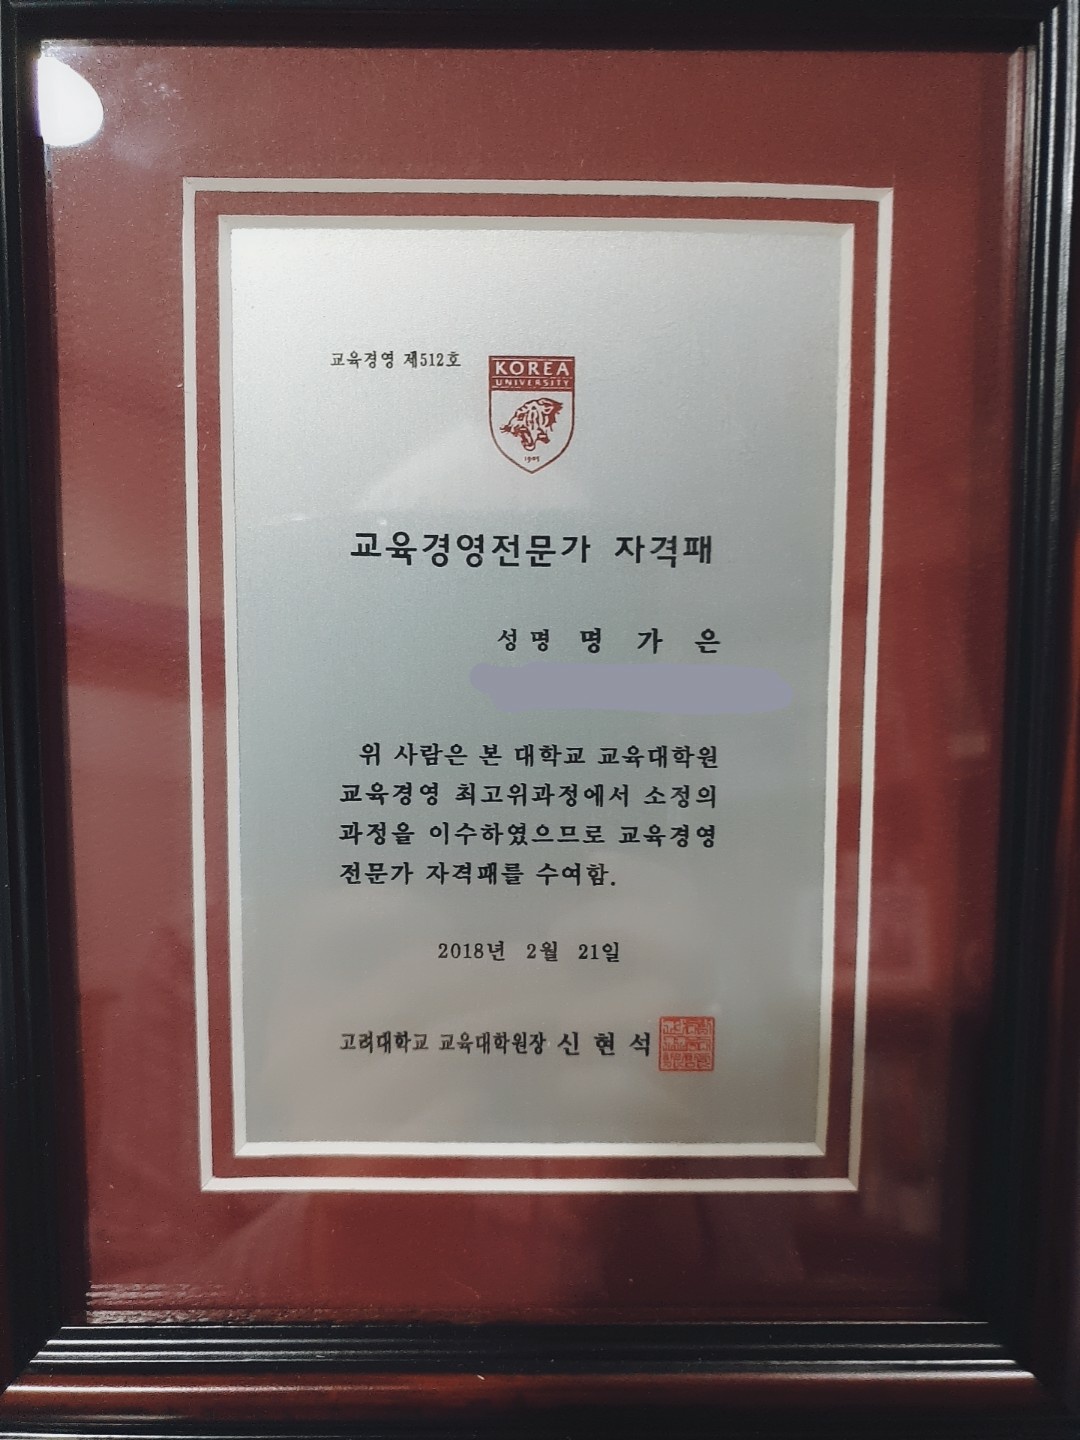 교육경영 제512호
KOREA
UNIVERSITY
1905
교육경영전문가 자격패
성명 명 가 은
위 사람은 본 대학교 교육대학원
교육경영 최고위과정에서 소정의
과정을 이수하였으므로 교육경영
전문가 자격패를 수여함.
2018년 2월 21일
고려대학교 교육대학원장 신 현 석